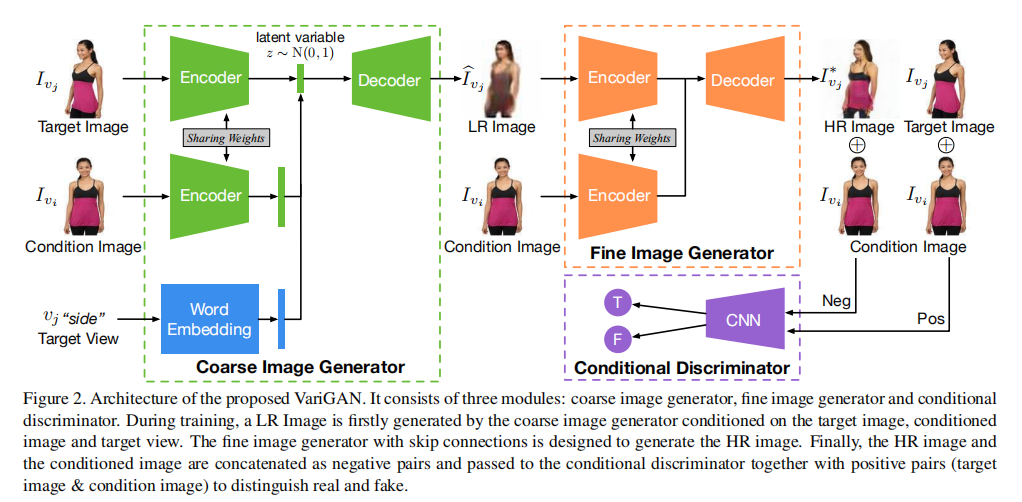 latent variable
z ~ N(0, 1)
I_{v_j}
Target Image
Encoder
Decoder
Sharing Weights
I_{v_i}
Condition Image
Encoder
v_j "side"
Target View
Word
Embedding
Coarse Image Generator
Î_{v_j}
LR Image
I_{v_i}
Condition Image
Encoder
Decoder
Sharing Weights
Encoder
Fine Image Generator
I*_{v_j}
HR Image
I_{v_j}
Target Image
⊕
⊕
I_{v_i}
I_{v_i}
Condition Image
Neg
Pos
T
F
CNN
Conditional Discriminator
Figure 2. Architecture of the proposed VariGAN. It consists of three modules: coarse image generator, fine image generator and conditional
discriminator. During training, a LR Image is firstly generated by the coarse image generator conditioned on the target image, conditioned
image and target view. The fine image generator with skip connections is designed to generate the HR image. Finally, the HR image and
the conditioned image are concatenated as negative pairs and passed to the conditional discriminator together with positive pairs (target
image & condition image) to distinguish real and fake.